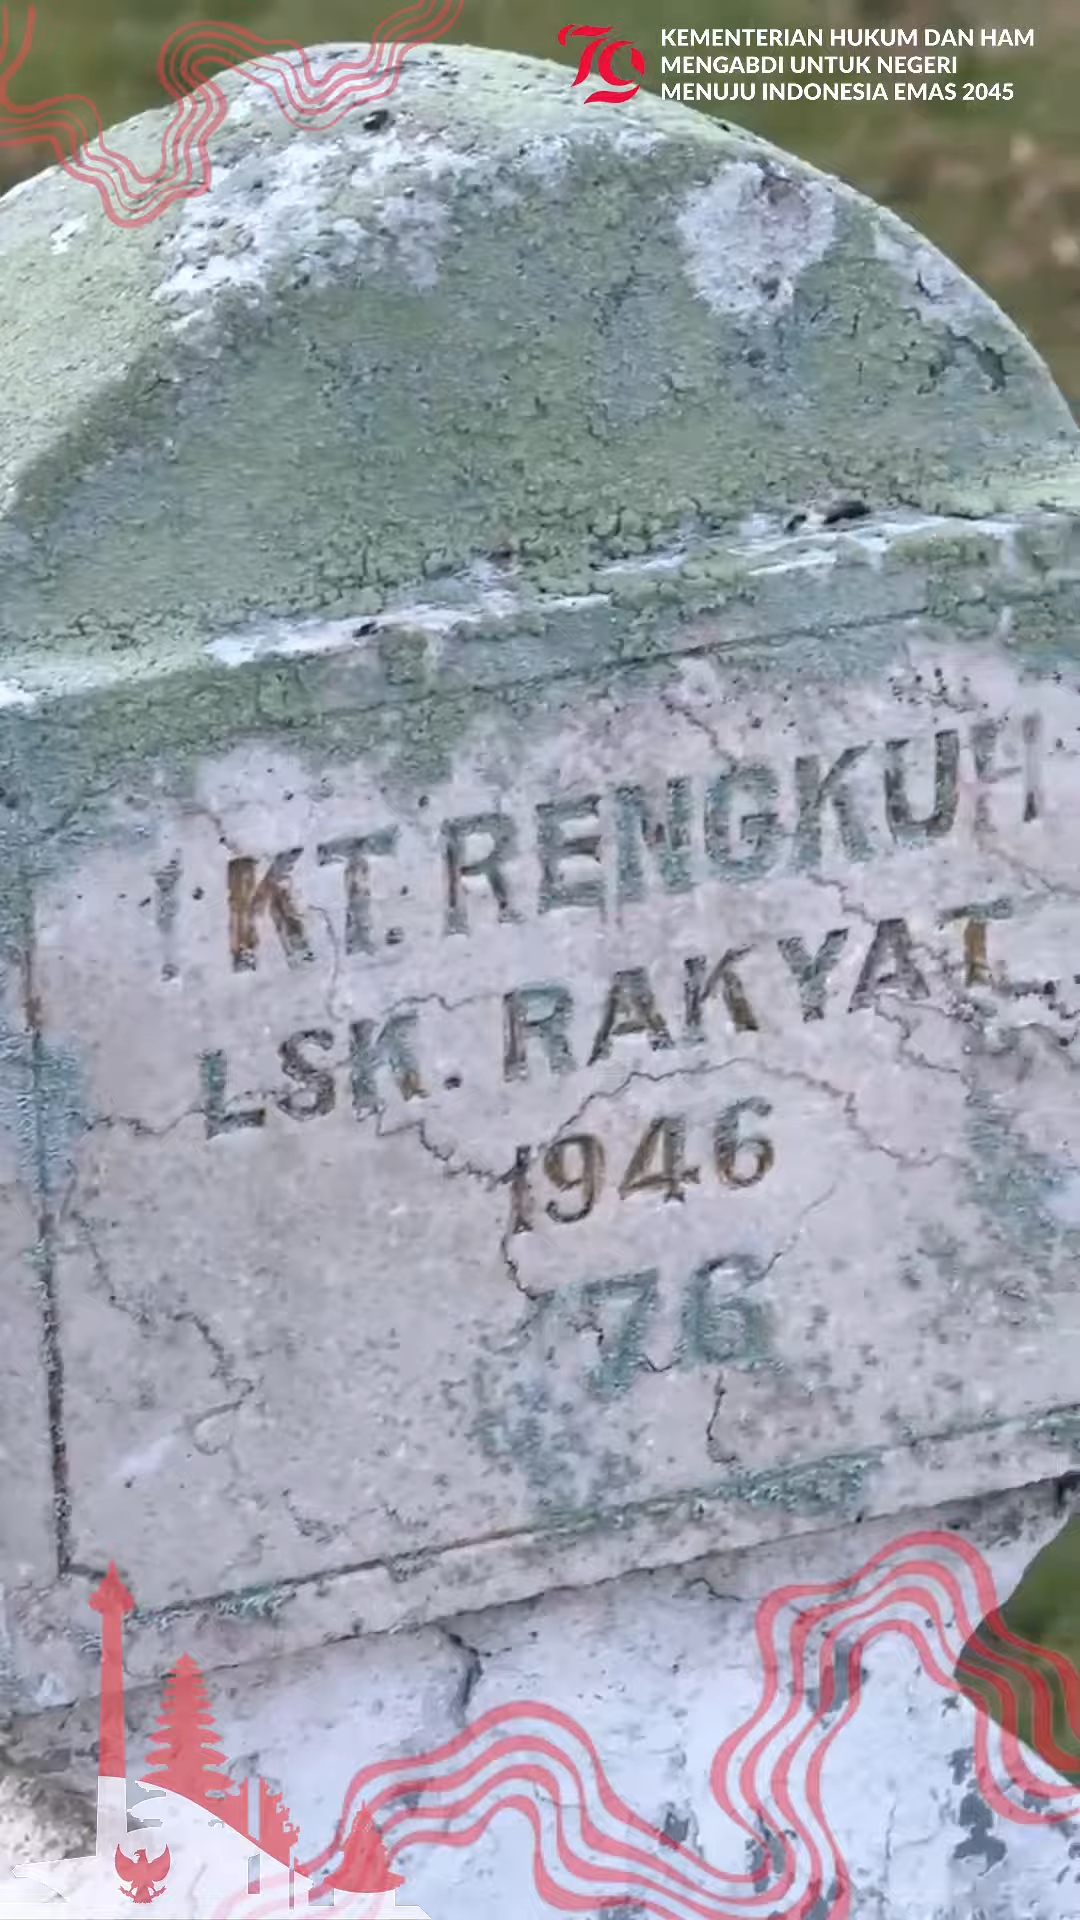 KEMENTERIAN HUKUM DAN HAM
MENGABDI UNTUK NEGERI
MENUJU INDONESIA EMAS 2045
I. KT. RENGKUH
LSK. RAKYAT
1946
76